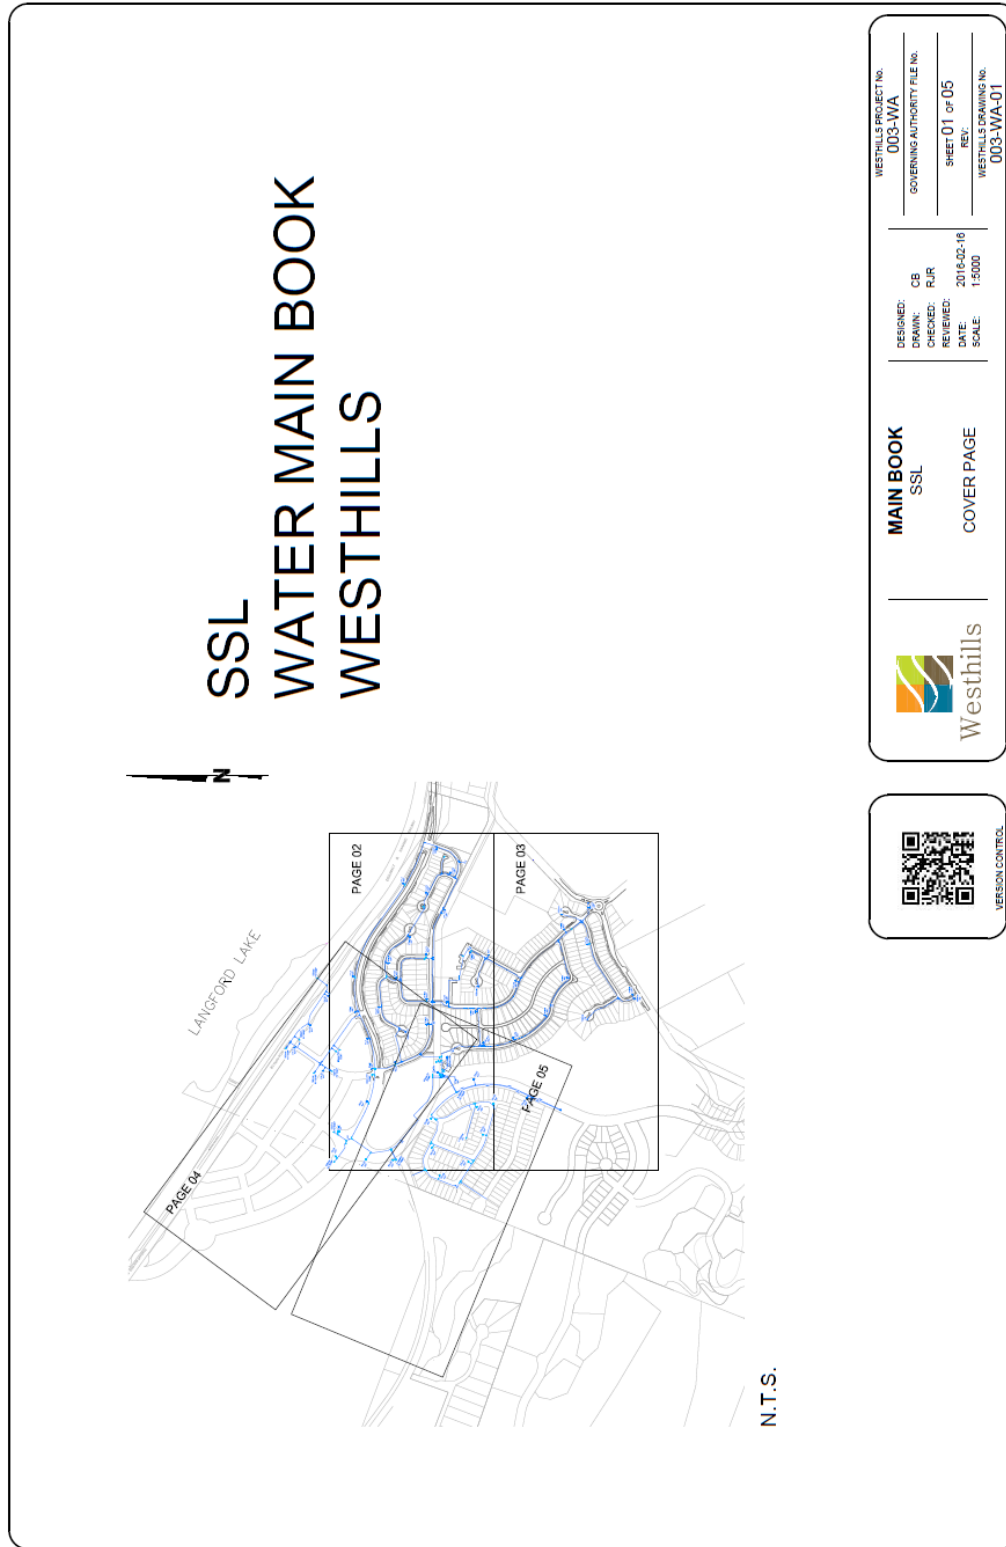 SSL
WATER MAIN BOOK
WESTHILLS
N
LANGFORD LAKE
PAGE 04
PAGE 02
PAGE 03
PAGE 05
N.T.S.
VERSION CONTROL
Westhills
MAIN BOOK
SSL
COVER PAGE
DESIGNED:
DRAWN: CB
CHECKED: RJR
REVIEWED:
DATE: 2016-02-16
SCALE: 1:5000
WESTHILLS PROJECT No.
003-WA
GOVERNING AUTHORITY FILE No.
SHEET 01 OF 05
REV:
WESTHILLS DRAWING No.
003-WA-01